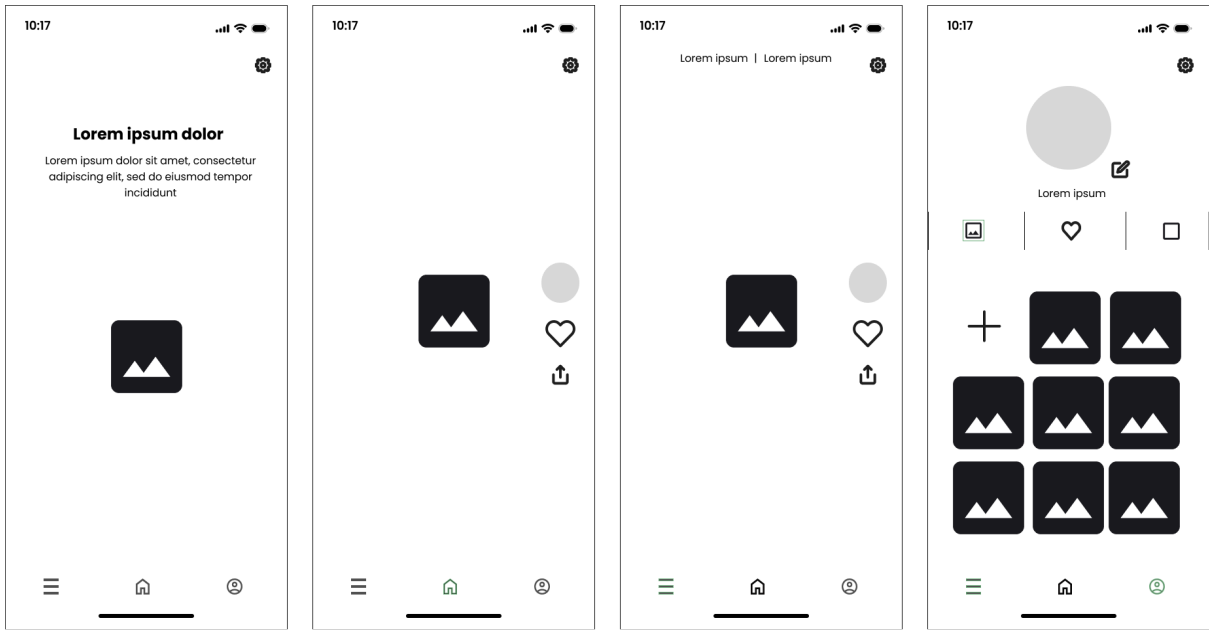 10:17
Lorem ipsum dolor
Lorem ipsum dolor sit amet, consectetur
adipiscing elit, sed do eiusmod tempor
incididunt
10:17
10:17
Lorem ipsum | Lorem ipsum
10:17
Lorem ipsum